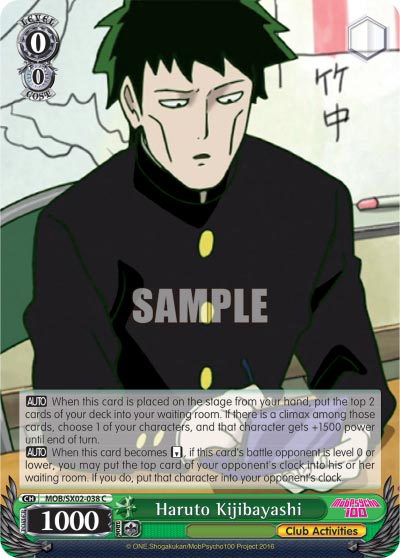 LEVEL
0
0
COST
竹
中
SAMPLE
AUTO When this card is placed on the stage from your hand, put the top 2
cards of your deck into your waiting room. If there is a climax among those
cards, choose 1 of your characters, and that character gets +1500 power
until end of turn.
AUTO When this card becomes , if this card's battle opponent is level 0 or
lower, you may put the top card of your opponent's clock into his or her
waiting room. If you do, put that character into your opponent's clock.
CH MOB/SX02-038 C
POWER 1000
Haruto Kijibayashi
MobPsycho 100
Club Activities
©ONE,Shogakukan/MobPsycho100 Project 2016